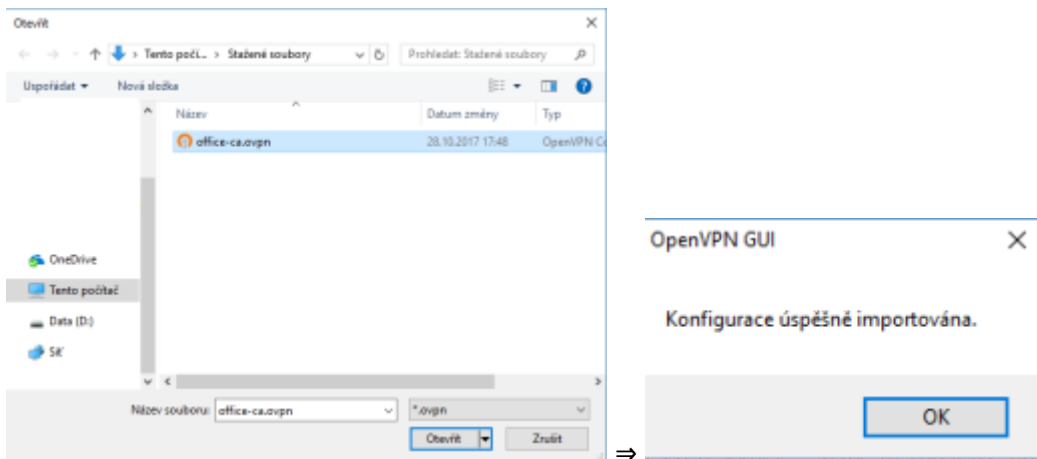 Otevřít
Tento počí... › Stažené soubory
Prohledat: Stažené soubory
Uspořádat
Nová složka
Název
Datum změny
Typ
office-ca.ovpn
28.10.2017 17:48
OpenVPN Co
OneDrive
Tento počítač
Data (D:)
Síť
Název souboru:
office-ca.ovpn
*.ovpn
Otevřít
Zrušit
⇒
OpenVPN GUI
Konfigurace úspěšně importována.
OK